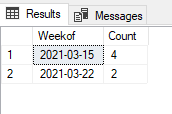 Results Messages
Weekof Count
1 2021-03-15 4
2 2021-03-22 2